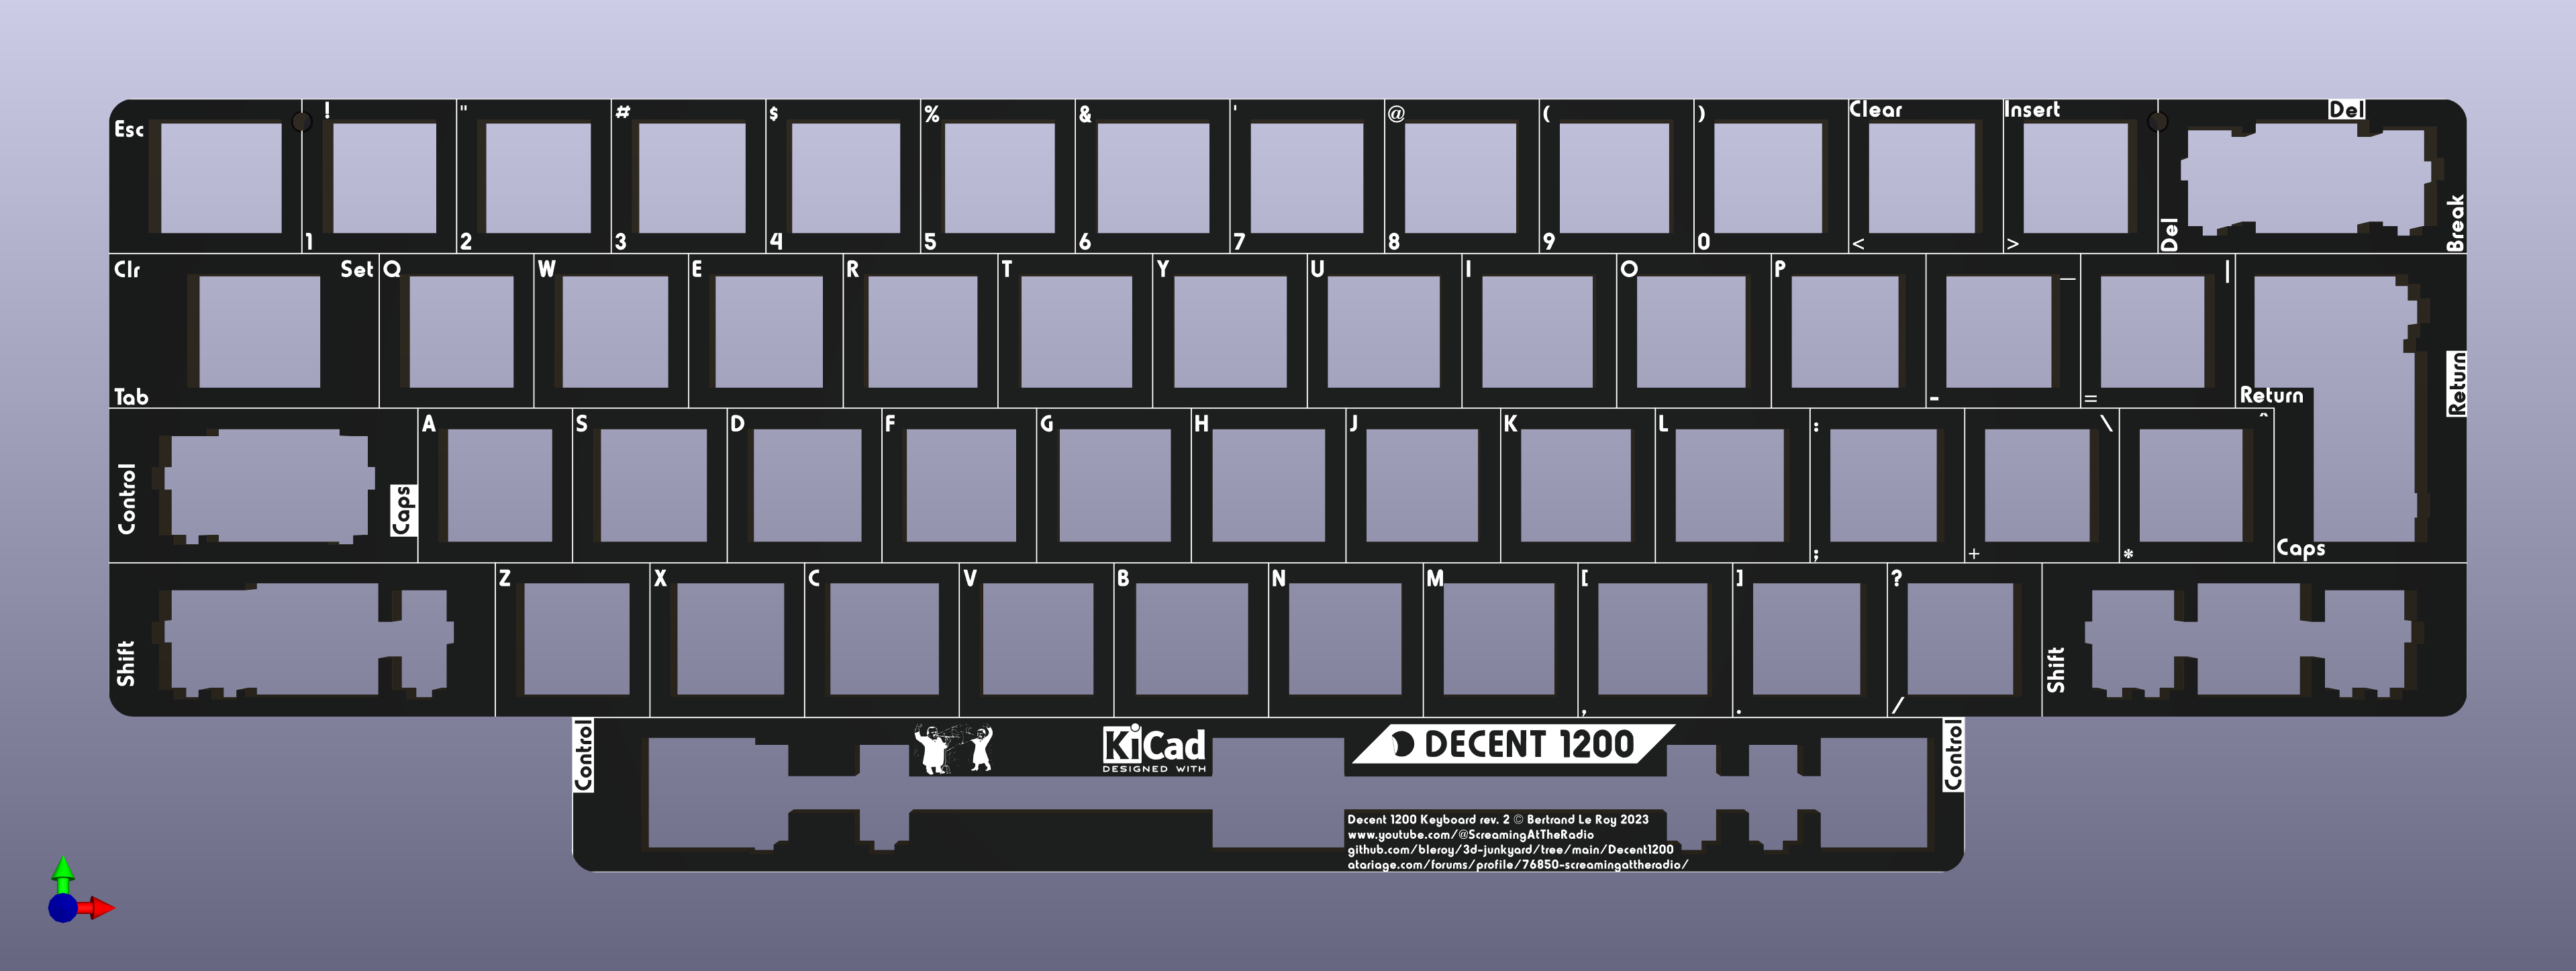 Esc
! 1
" 2
# 3
$ 4
% 5
& 6
' 7
@ 8
( 9
) 0
Clear <
Insert >
Del
Del
Break
Clr Set
Tab
Q W E R T Y U I O P
_ -
| =
Return
Return
Control
Caps
A S D F G H J K L
: ;
\ +
^ *
Caps
Shift
Z X C V B N M
[ ,
] .
? /
Shift
Control
KiCad
DESIGNED WITH
DECENT 1200
Control
Decent 1200 Keyboard rev. 2 © Bertrand Le Roy 2023
www.youtube.com/@ScreamingAtTheRadio
github.com/bleroy/3d-junkyard/tree/main/Decent1200
atariage.com/forums/profile/76850-screamingattheradio/